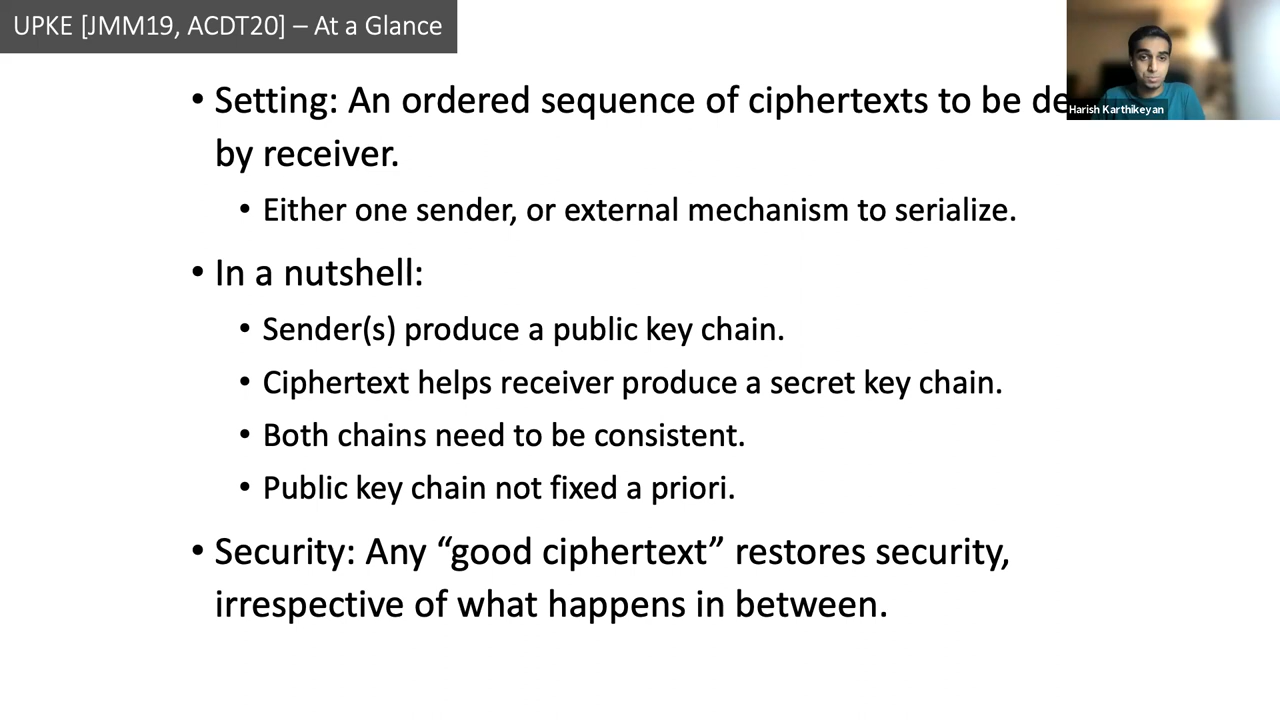 UPKE [JMM19, ACDT20] – At a Glance
Harish Karthikeyan
• Setting: An ordered sequence of ciphertexts to be
by receiver.
• Either one sender, or external mechanism to serialize.
• In a nutshell:
• Sender(s) produce a public key chain.
• Ciphertext helps receiver produce a secret key chain.
• Both chains need to be consistent.
• Public key chain not fixed a priori.
• Security: Any “good ciphertext” restores security,
irrespective of what happens in between.